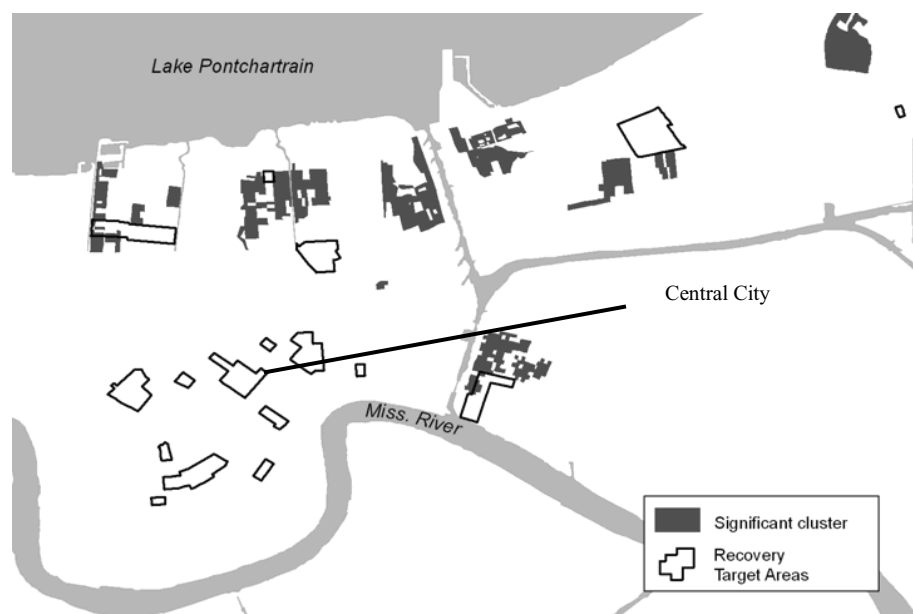 Lake Pontchartrain
Central City
Miss. River
Significant cluster
Recovery
Target Areas